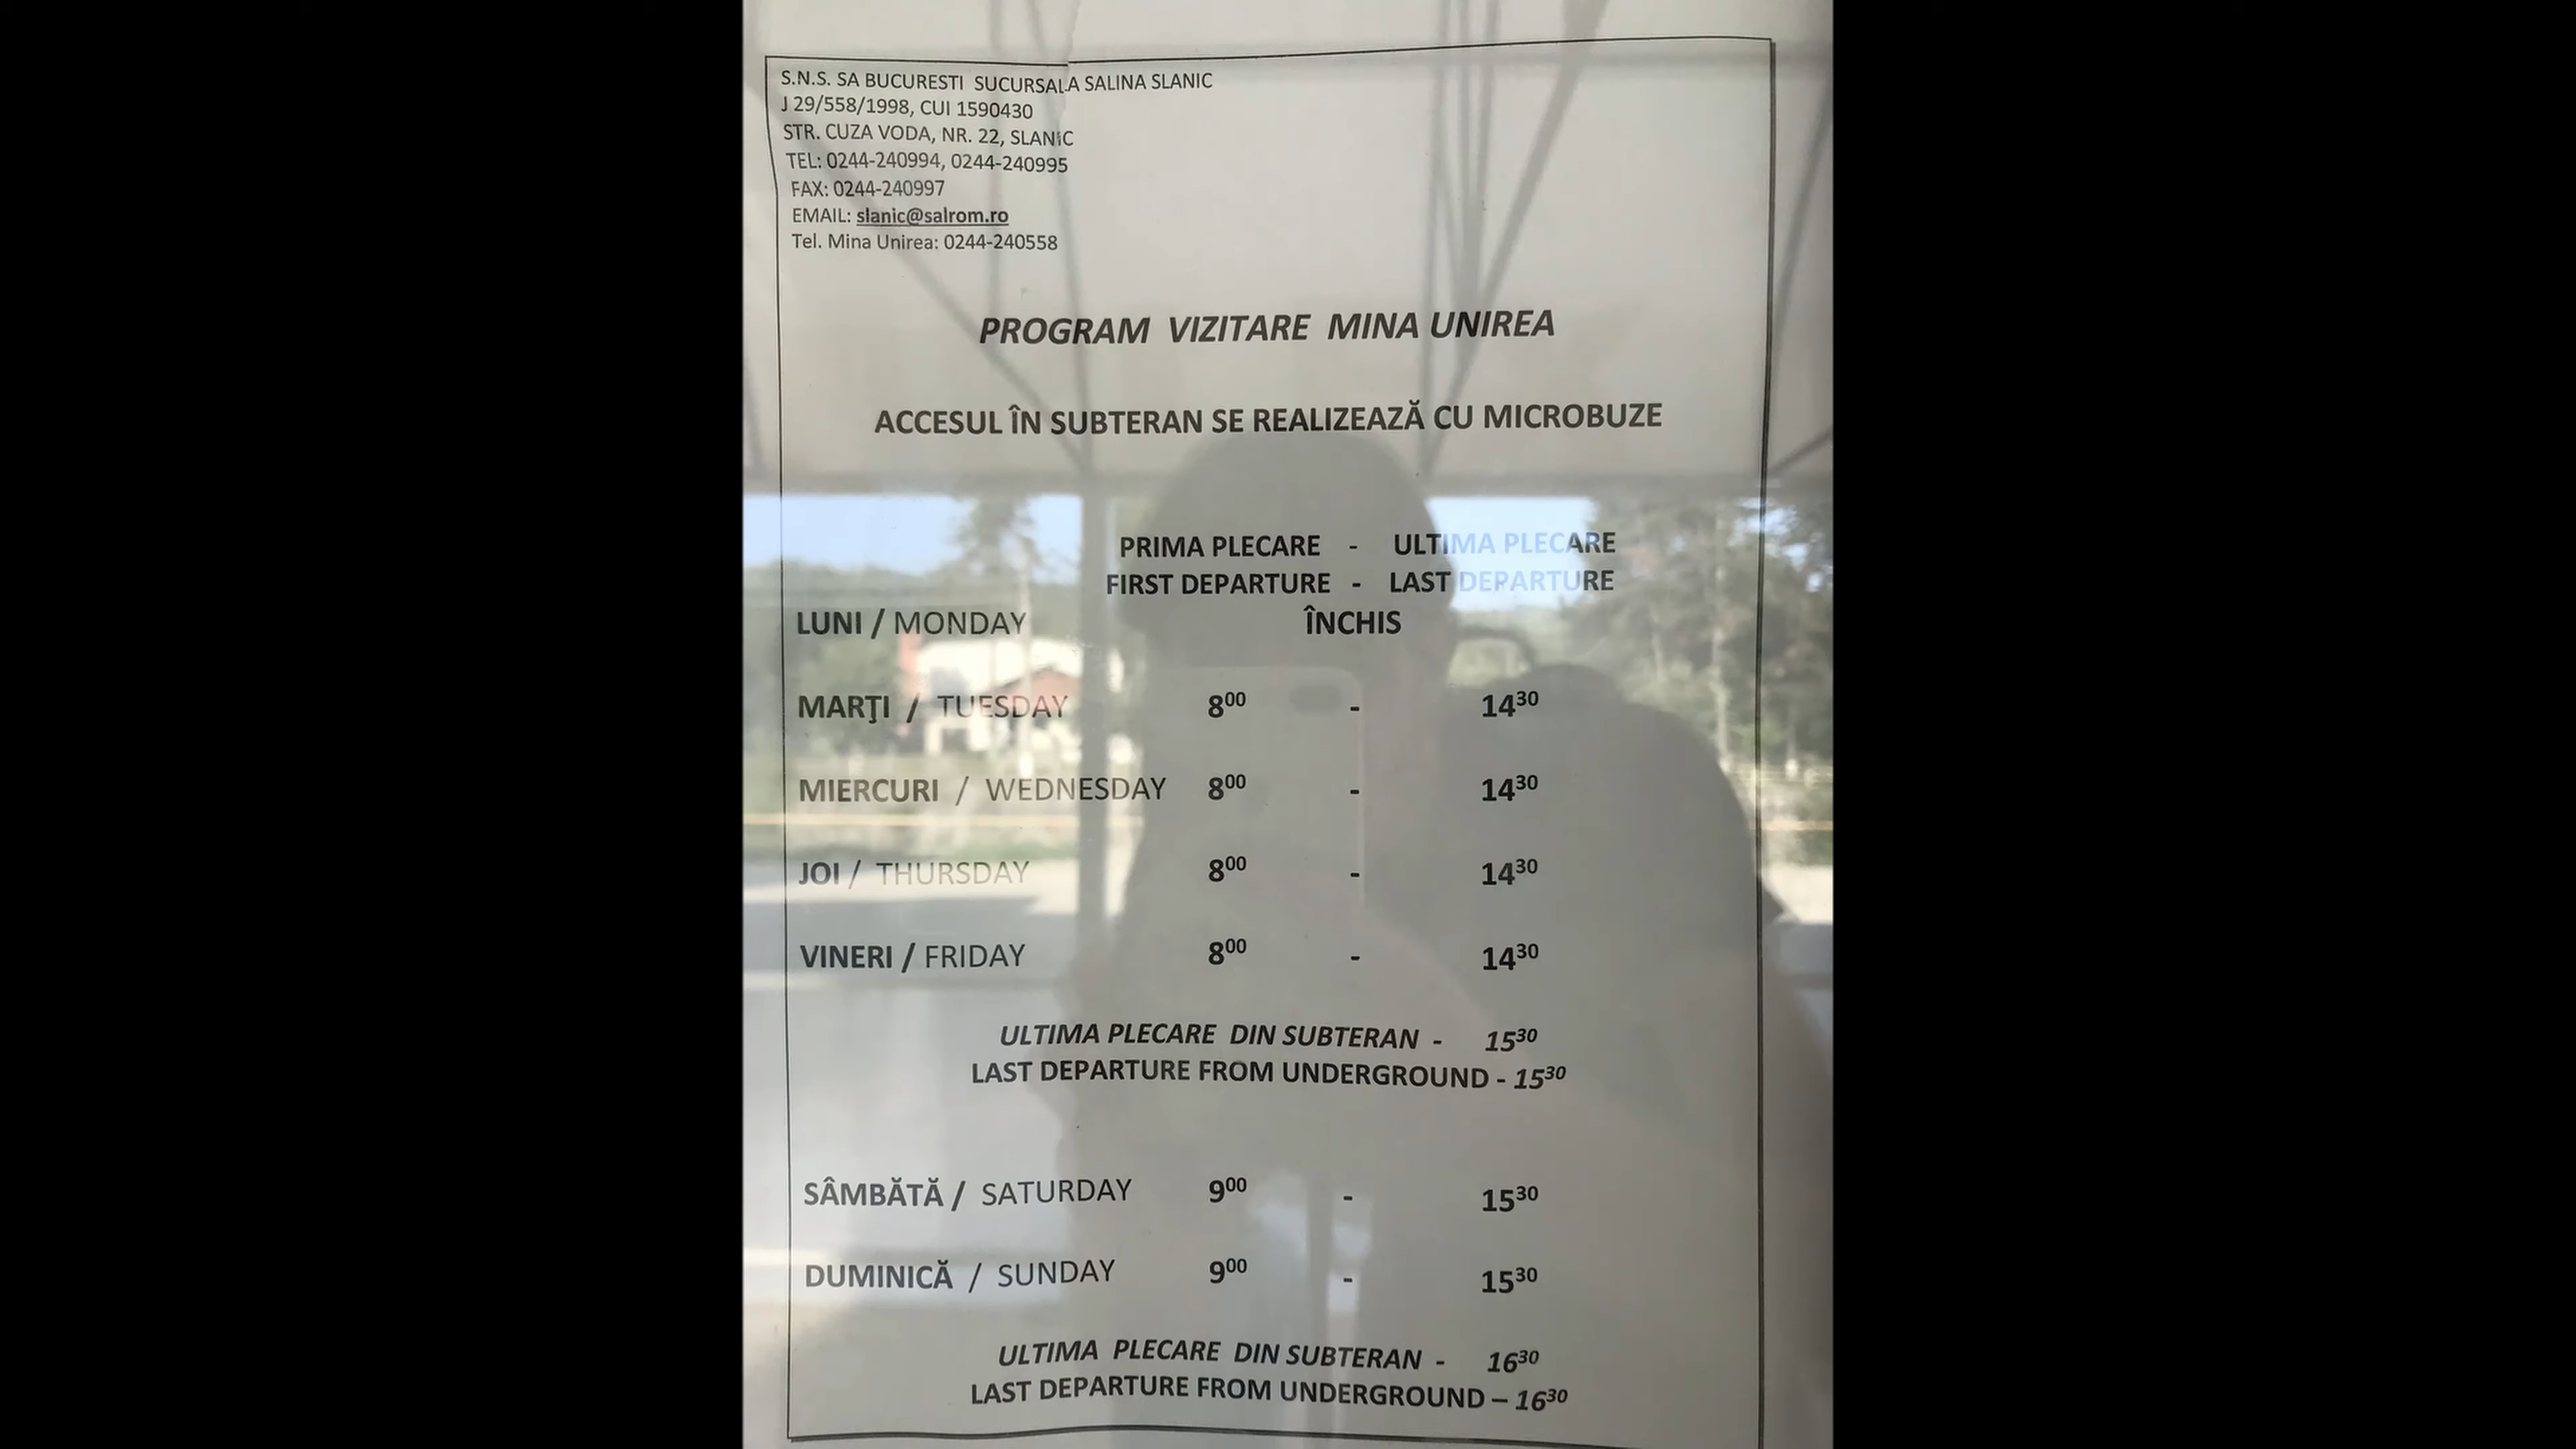 S.N.S. SA BUCURESTI SUCURSALA SALINA SLANIC
J 29/558/1998, CUI 1590430
STR. CUZA VODA, NR. 22, SLANIC
TEL: 0244-240994, 0244-240995
FAX: 0244-240997
EMAIL: slanic@salrom.ro
Tel. Mina Unirea: 0244-240558
PROGRAM VIZITARE MINA UNIREA
ACCESUL ÎN SUBTERAN SE REALIZEAZĂ CU MICROBUZE
PRIMA PLECARE - ULTIMA PLECARE
FIRST DEPARTURE - LAST DEPARTURE
LUNI / MONDAY ÎNCHIS
MARŢI / TUESDAY 8⁰⁰ - 14³⁰
MIERCURI / WEDNESDAY 8⁰⁰ - 14³⁰
JOI / THURSDAY 8⁰⁰ - 14³⁰
VINERI / FRIDAY 8⁰⁰ - 14³⁰
ULTIMA PLECARE DIN SUBTERAN - 15³⁰
LAST DEPARTURE FROM UNDERGROUND - 15³⁰
SÂMBĂTĂ / SATURDAY 9⁰⁰ - 15³⁰
DUMINICĂ / SUNDAY 9⁰⁰ - 15³⁰
ULTIMA PLECARE DIN SUBTERAN - 16³⁰
LAST DEPARTURE FROM UNDERGROUND – 16³⁰